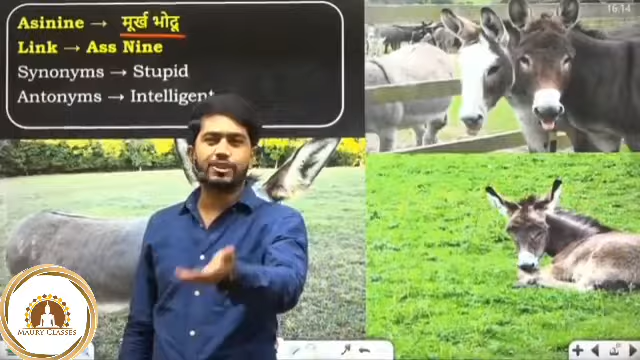 Asinine → मूर्ख भोंदू
Link → Ass Nine
Synonyms → Stupid
Antonyms → Intelligent
16:14
MAURY CLASSES